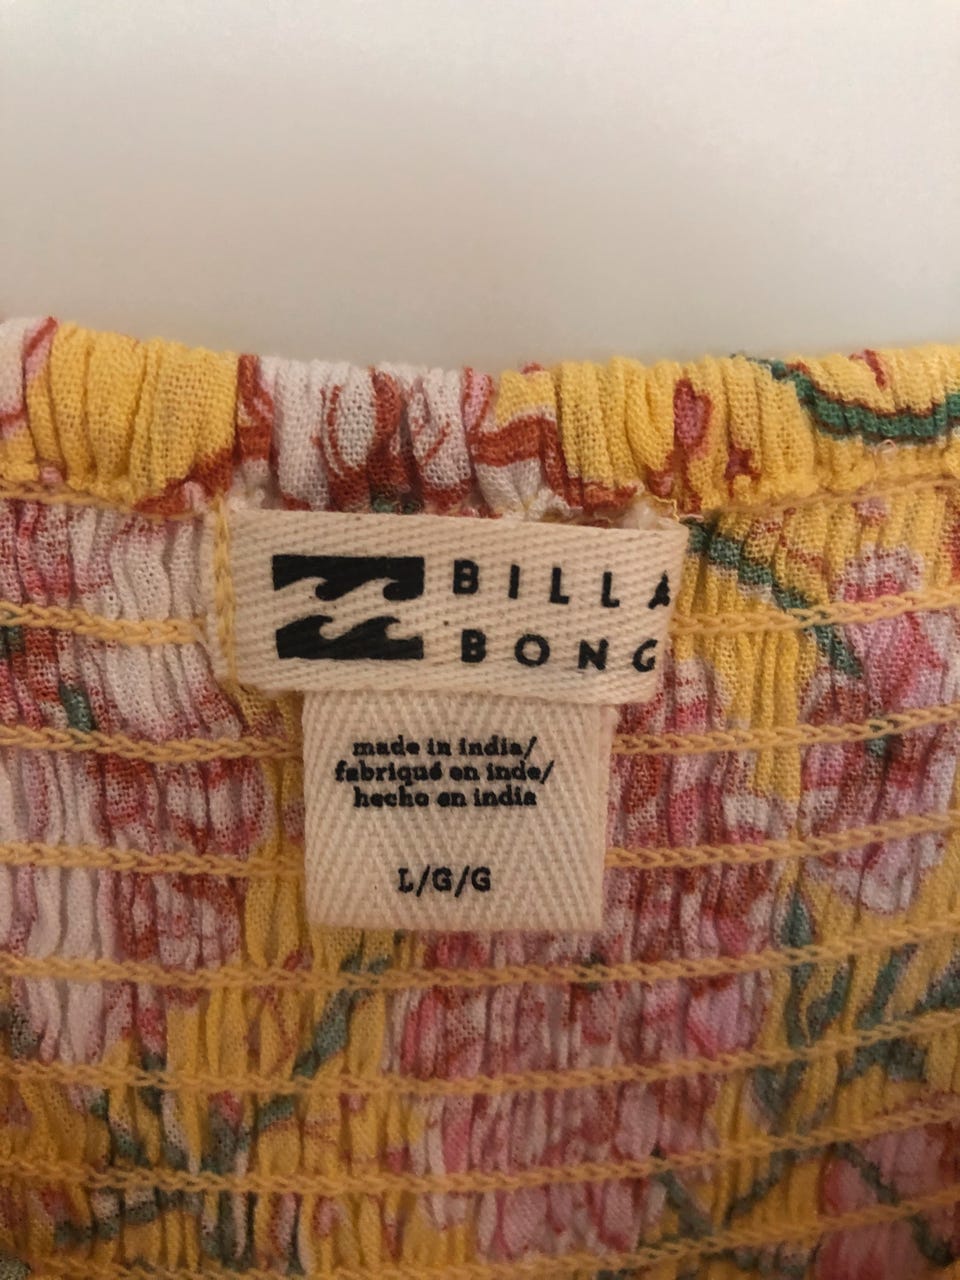 BILLA
BONG
made in india/
fabriqué en inde/
hecho en india
L/G/G